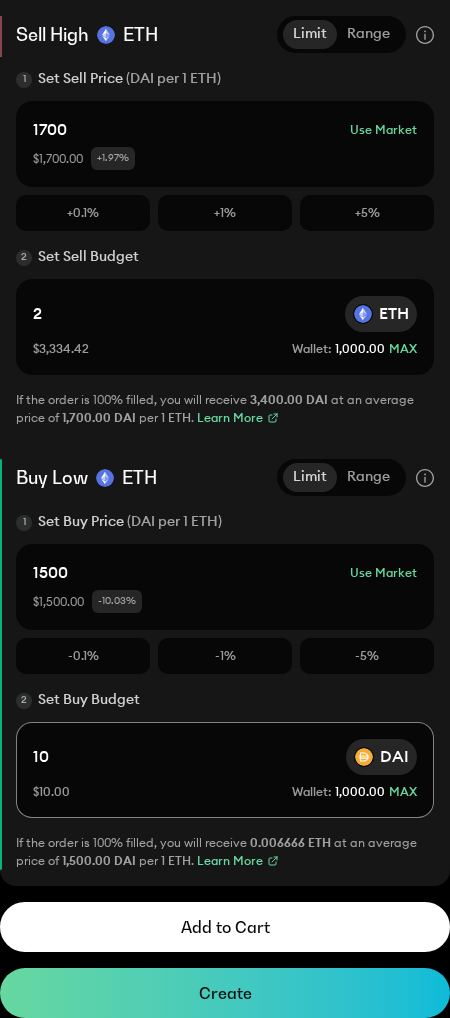 Sell High ETH Limit Range
1 Set Sell Price (DAI per 1 ETH)
1700 Use Market
$1,700.00 +1.97%
+0.1% +1% +5%
2 Set Sell Budget
2 ETH
$3,334.42 Wallet: 1,000.00 MAX
If the order is 100% filled, you will receive 3,400.00 DAI at an average
price of 1,700.00 DAI per 1 ETH. Learn More
Buy Low ETH Limit Range
1 Set Buy Price (DAI per 1 ETH)
1500 Use Market
$1,500.00 -10.03%
-0.1% -1% -5%
2 Set Buy Budget
10 DAI
$10.00 Wallet: 1,000.00 MAX
If the order is 100% filled, you will receive 0.006666 ETH at an average
price of 1,500.00 DAI per 1 ETH. Learn More
Add to Cart
Create